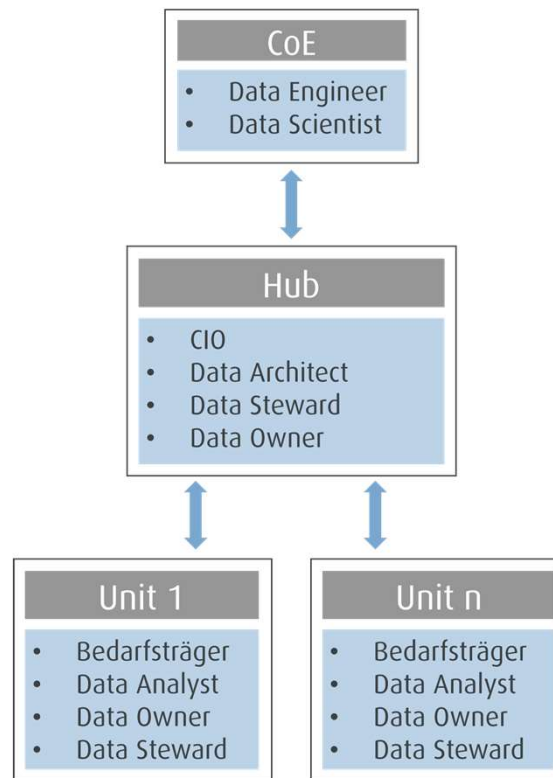 CoE
• Data Engineer
• Data Scientist
Hub
• CIO
• Data Architect
• Data Steward
• Data Owner
Unit 1
• Bedarfsträger
• Data Analyst
• Data Owner
• Data Steward
Unit n
• Bedarfsträger
• Data Analyst
• Data Owner
• Data Steward